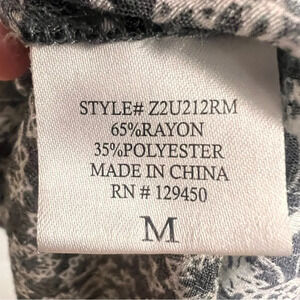 STYLE# Z2U212RM
65%RAYON
35%POLYESTER
MADE IN CHINA
RN # 129450
M